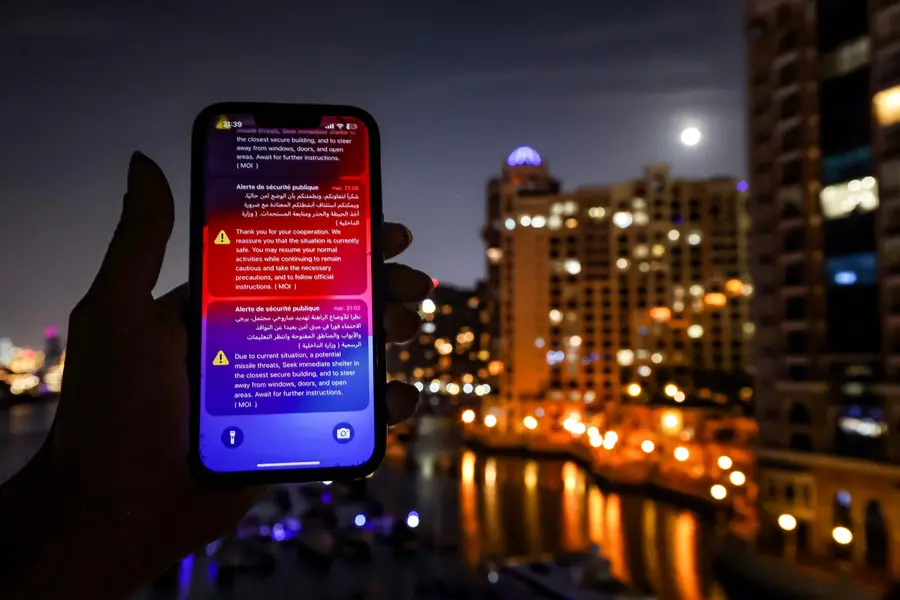 21:39
missile threats, Seek immediate shelter in
the closest secure building, and to steer
away from windows, doors, and open
areas. Await for further instructions.
( MOI )
Alerte de sécurité publique mar. 21:08
شكراً لتعاونكم، ونطمئنكم بأن الوضع آمن حاليًا،
ويمكنكم استئناف أنشطتكم المعتادة مع ضرورة
أخذ الحيطة والحذر ومتابعة المستجدات. ( وزارة
الداخلية )
Thank you for your cooperation. We
reassure you that the situation is currently
safe. You may resume your normal
activities while continuing to remain
cautious and take the necessary
precautions, and to follow official
instructions. ( MOI )
Alerte de sécurité publique mar. 21:02
نظراً للأوضاع الراهنة تهديد صاروخي محتمل، يرجى
الاحتماء فوراً في مبنى آمن بعيدا عن النوافذ
والأبواب والمناطق المفتوحة وانتظر التعليمات
الرسمية ( وزارة الداخلية )
Due to current situation, a potential
missile threats, Seek immediate shelter in
the closest secure building, and to steer
away from windows, doors, and open
areas. Await for further instructions.
( MOI )